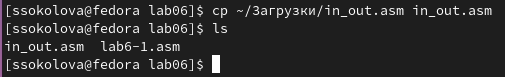 [ssokolova@fedora lab06]$ cp ~/Загрузки/in_out.asm in_out.asm
[ssokolova@fedora lab06]$ ls
in_out.asm  lab6-1.asm
[ssokolova@fedora lab06]$